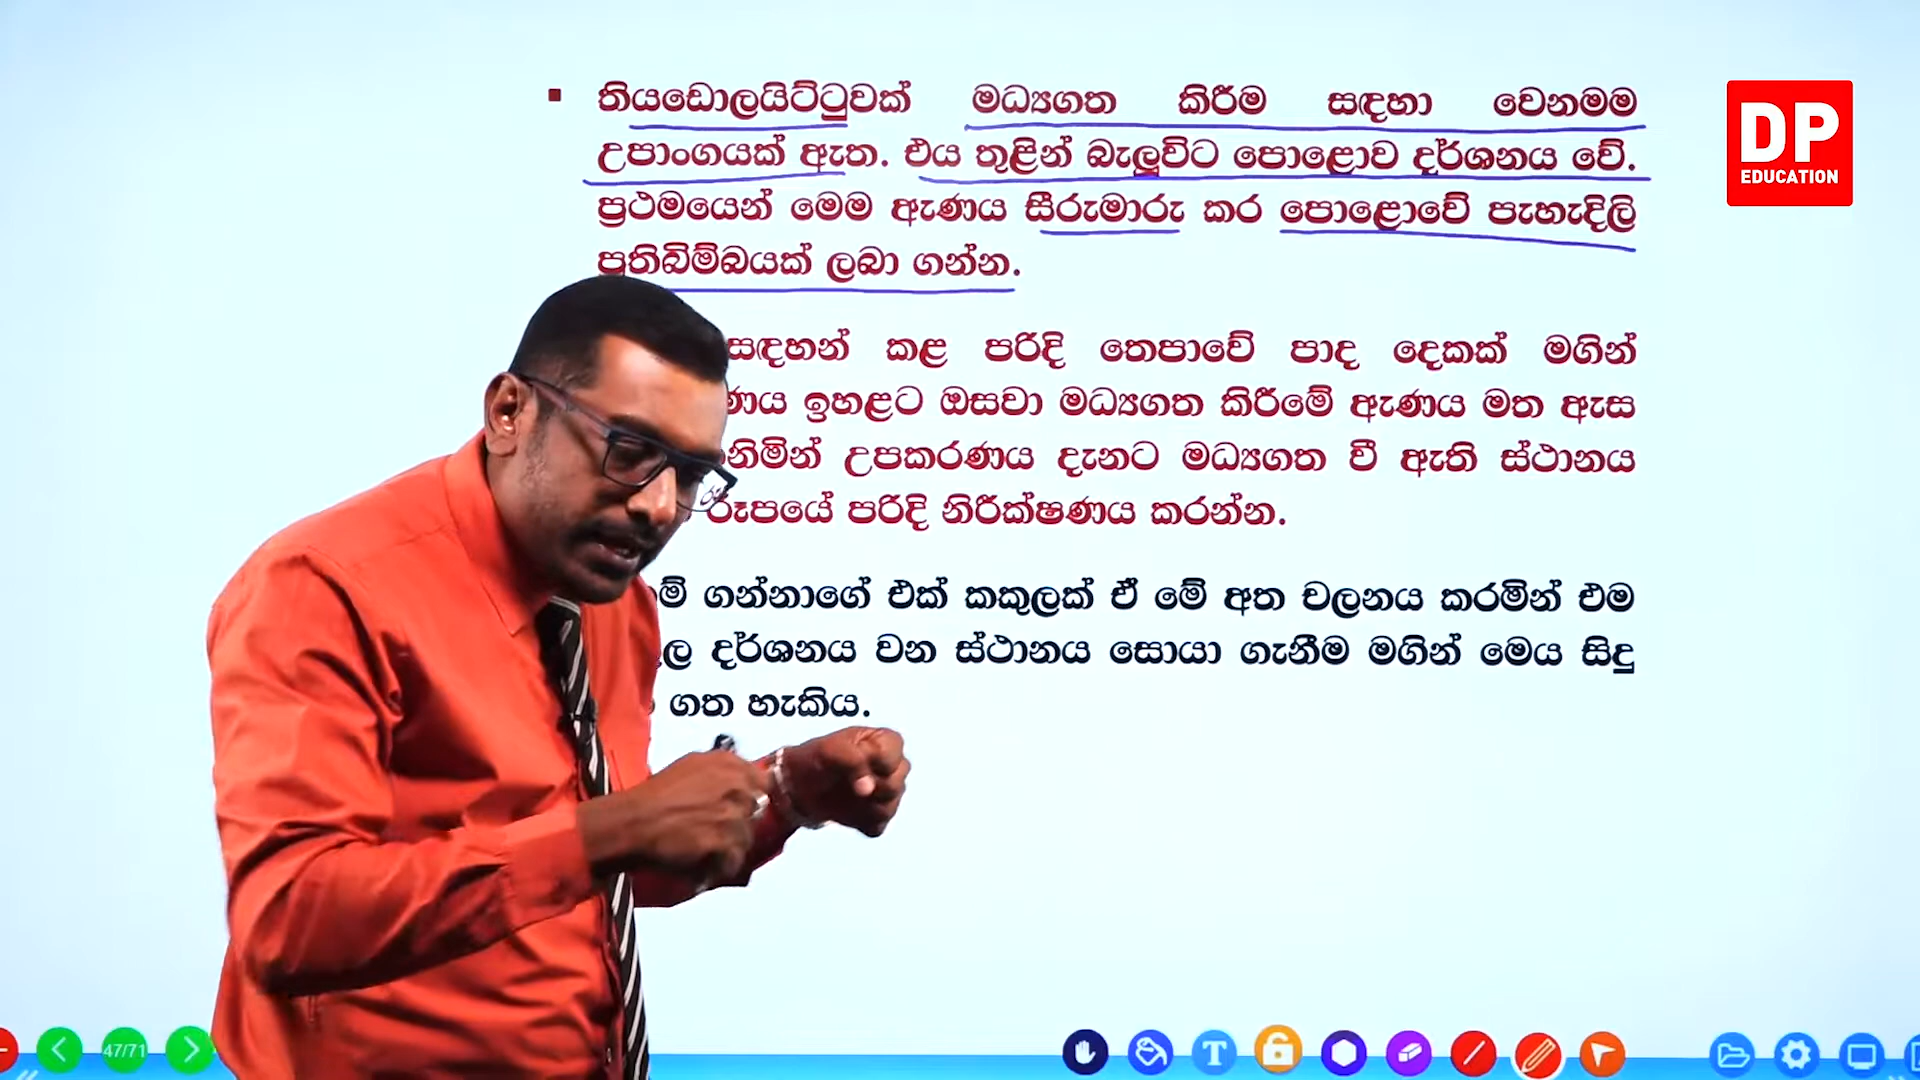 ▪ තියඩොලයිට්ටුවක් මධ්‍යගත කිරීම සඳහා වෙනමම
උපාංගයක් ඇත. එය තුළින් බැලූවිට පොළොව දර්ශනය වේ.
ප්‍රථමයෙන් මෙම ඇණය සීරුමාරු කර පොළොවේ පැහැදිලි
ප්‍රතිබිම්බයක් ලබා ගන්න.
සඳහන් කළ පරිදි තෙපාවේ පාද දෙකක් මගින්
ඉහළට ඔසවා මධ්‍යගත කිරීමේ ඇණය මත ඇස
උපකරණය දැනට මධ්‍යගත වී ඇති ස්ථානය
රූපයේ පරිදි නිරීක්ෂණය කරන්න.
ගන්නාගේ එක් කකුලක් ඒ මේ අත චලනය කරමින් එම
දර්ශනය වන ස්ථානය සොයා ගැනීම මගින් මෙය සිදු
ගත හැකිය.
DP
EDUCATION
47/71
T